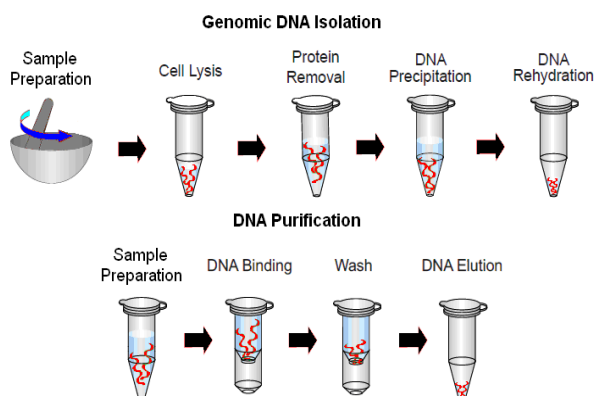 Genomic DNA Isolation
Sample
Preparation
Cell Lysis
Protein
Removal
DNA
Precipitation
DNA
Rehydration
DNA Purification
Sample
Preparation
DNA Binding
Wash
DNA Elution